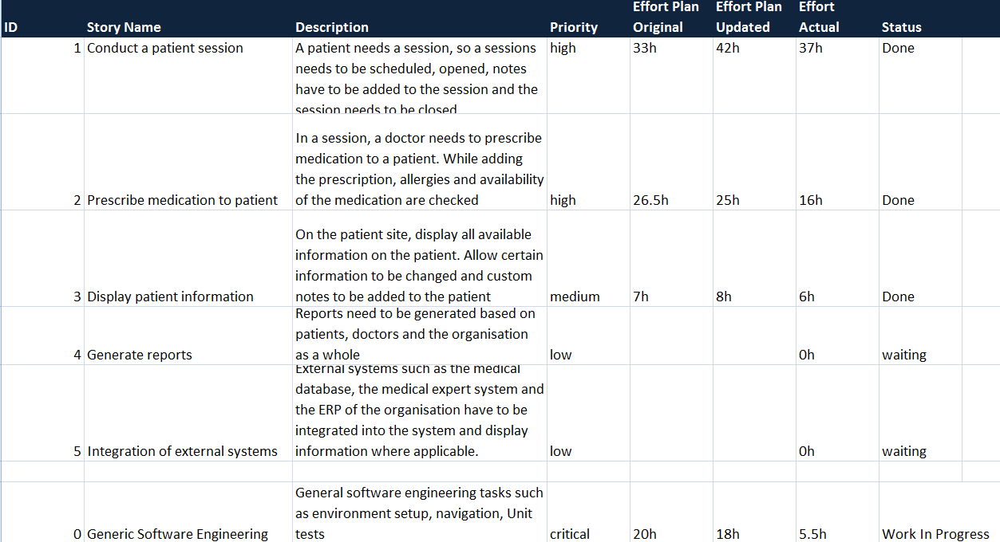 ID Story Name Description Priority Effort Plan Original Effort Plan Updated Effort Actual Status
1 Conduct a patient session A patient needs a session, so a sessions high 33h 42h 37h Done
needs to be scheduled, opened, notes
have to be added to the session and the
session needs to be closed
In a session, a doctor needs to prescribe
medication to a patient. While adding
the prescription, allergies and availability
2 Prescribe medication to patient of the medication are checked high 26.5h 25h 16h Done
On the patient site, display all available
information on the patient. Allow certain
information to be changed and custom
3 Display patient information notes to be added to the patient medium 7h 8h 6h Done
Reports need to be generated based on
patients, doctors and the organisation
4 Generate reports as a whole low 0h waiting
External systems such as the medical
database, the medical expert system and
the ERP of the organisation have to be
integrated into the system and display
5 Integration of external systems information where applicable. low 0h waiting
General software engineering tasks such
as environment setup, navigation, Unit
0 Generic Software Engineering tests critical 20h 18h 5.5h Work In Progress